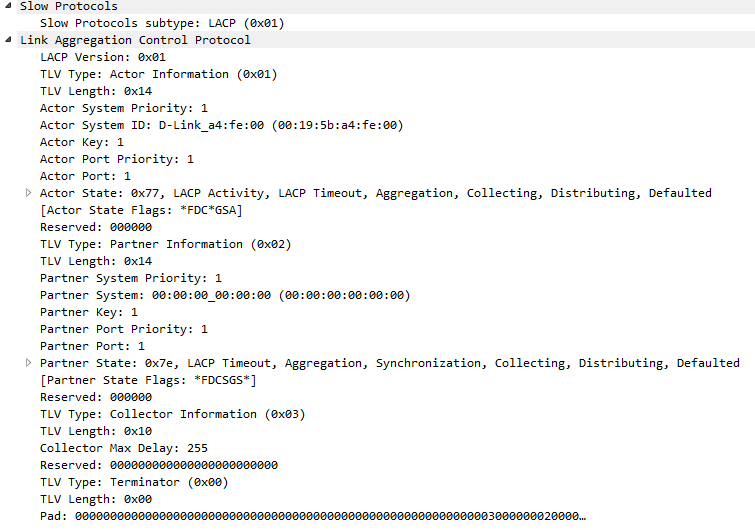 Slow Protocols
Slow Protocols subtype: LACP (0x01)
Link Aggregation Control Protocol
LACP Version: 0x01
TLV Type: Actor Information (0x01)
TLV Length: 0x14
Actor System Priority: 1
Actor System ID: D-Link_a4:fe:00 (00:19:5b:a4:fe:00)
Actor Key: 1
Actor Port Priority: 1
Actor Port: 1
Actor State: 0x77, LACP Activity, LACP Timeout, Aggregation, Collecting, Distributing, Defaulted
[Actor State Flags: *FDC*GSA]
Reserved: 000000
TLV Type: Partner Information (0x02)
TLV Length: 0x14
Partner System Priority: 1
Partner System: 00:00:00_00:00:00 (00:00:00:00:00:00)
Partner Key: 1
Partner Port Priority: 1
Partner Port: 1
Partner State: 0x7e, LACP Timeout, Aggregation, Synchronization, Collecting, Distributing, Defaulted
[Partner State Flags: *FDCSGS*]
Reserved: 000000
TLV Type: Collector Information (0x03)
TLV Length: 0x10
Collector Max Delay: 255
Reserved: 000000000000000000000000
TLV Type: Terminator (0x00)
TLV Length: 0x00
Pad: 00000000000000000000000000000000000000000000000000000000003000000020000…